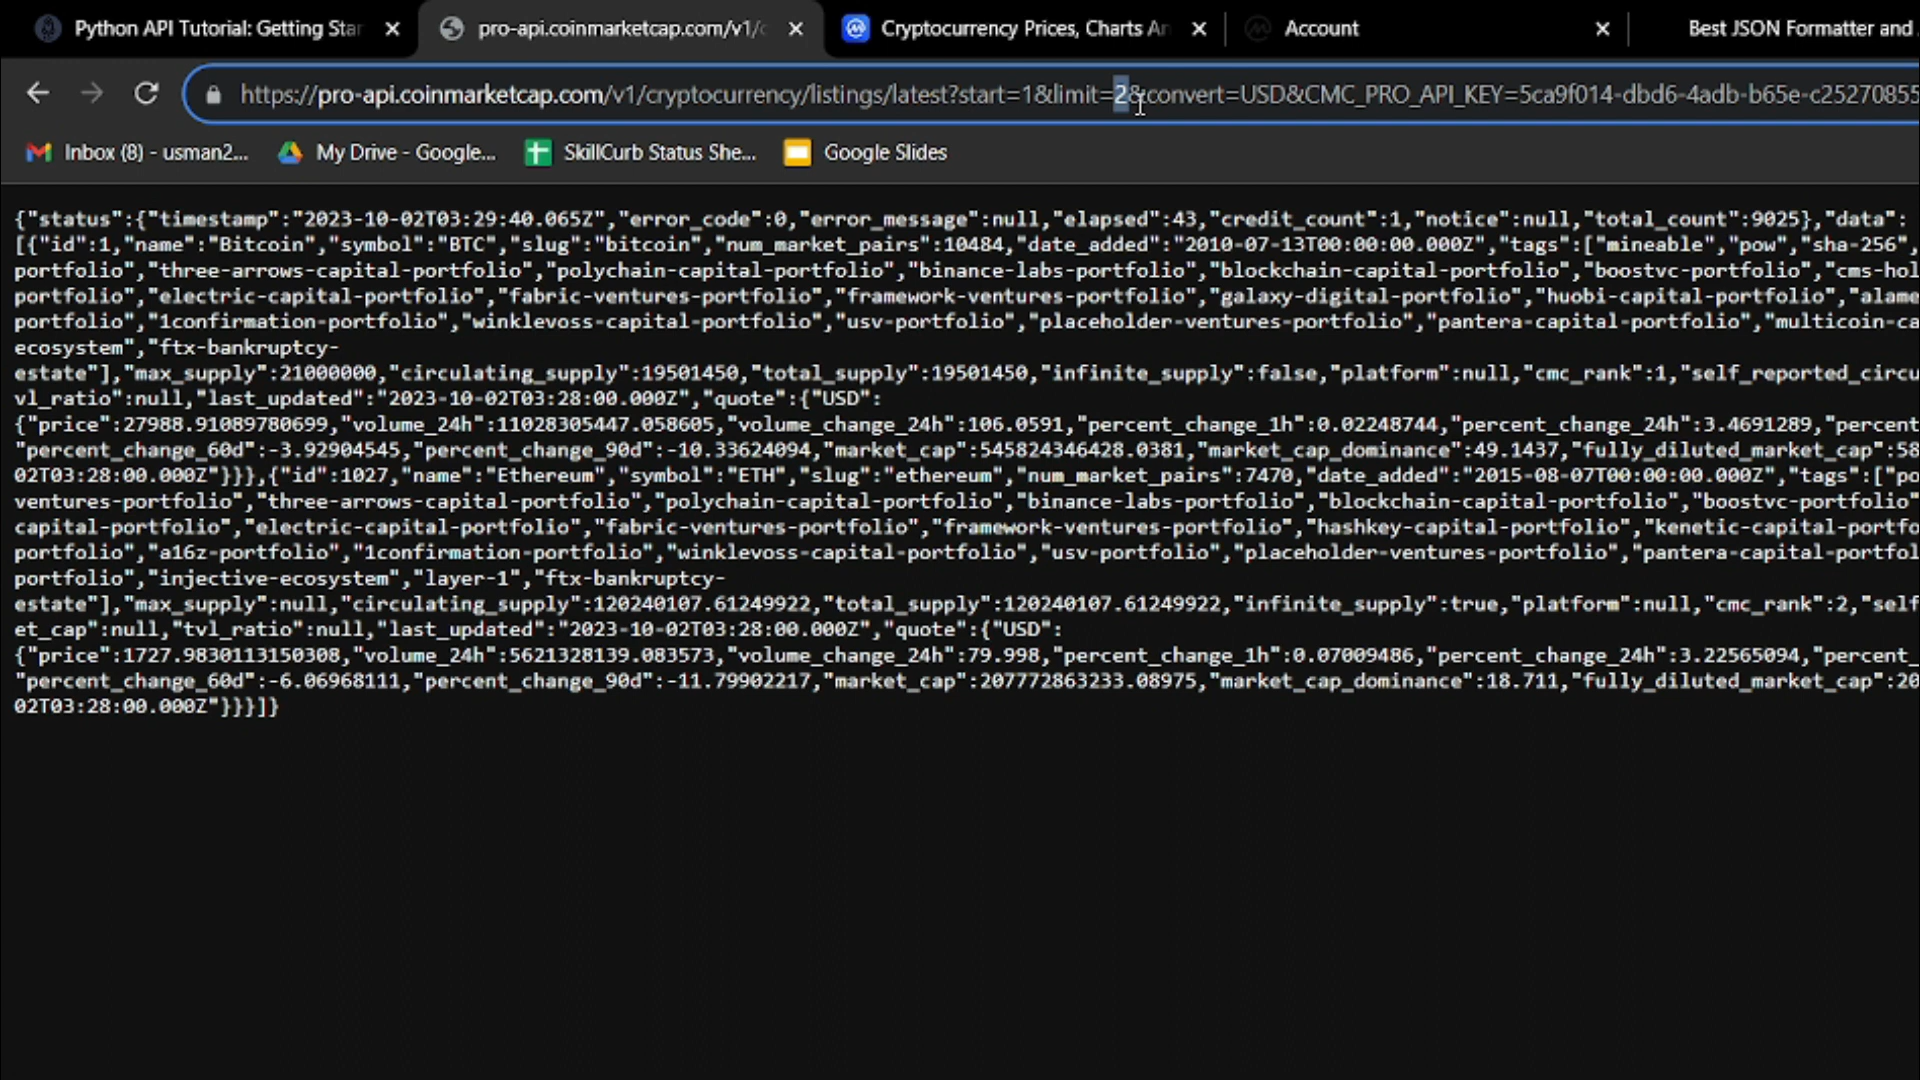 Python API Tutorial: Getting Star
pro-api.coinmarketcap.com/v1/c
Cryptocurrency Prices, Charts An
Account
Best JSON Formatter and
https://pro-api.coinmarketcap.com/v1/cryptocurrency/listings/latest?start=1&limit=2&convert=USD&CMC_PRO_API_KEY=5ca9f014-dbd6-4adb-b65e-c25270855
Inbox (8) - usman2...
My Drive - Google...
SkillCurb Status She...
Google Slides
{"status":{"timestamp":"2023-10-02T03:29:40.065Z","error_code":0,"error_message":null,"elapsed":43,"credit_count":1,"notice":null,"total_count":9025},"data":
[{"id":1,"name":"Bitcoin","symbol":"BTC","slug":"bitcoin","num_market_pairs":10484,"date_added":"2010-07-13T00:00:00.000Z","tags":["mineable","pow","sha-256",
portfolio","three-arrows-capital-portfolio","polychain-capital-portfolio","binance-labs-portfolio","blockchain-capital-portfolio","boostvc-portfolio","cms-hol
portfolio","electric-capital-portfolio","fabric-ventures-portfolio","framework-ventures-portfolio","galaxy-digital-portfolio","huobi-capital-portfolio","alame
portfolio","1confirmation-portfolio","winklevoss-capital-portfolio","usv-portfolio","placeholder-ventures-portfolio","pantera-capital-portfolio","multicoin-ca
ecosystem","ftx-bankruptcy-
estate"],"max_supply":21000000,"circulating_supply":19501450,"total_supply":19501450,"infinite_supply":false,"platform":null,"cmc_rank":1,"self_reported_circu
vl_ratio":null,"last_updated":"2023-10-02T03:28:00.000Z","quote":{"USD":
{"price":27988.91089780699,"volume_24h":11028305447.058605,"volume_change_24h":106.0591,"percent_change_1h":0.02248744,"percent_change_24h":3.4691289,"percent
"percent_change_60d":-3.92904545,"percent_change_90d":-10.33624094,"market_cap":545824346428.0381,"market_cap_dominance":49.1437,"fully_diluted_market_cap":58
02T03:28:00.000Z"}}},{"id":1027,"name":"Ethereum","symbol":"ETH","slug":"ethereum","num_market_pairs":7470,"date_added":"2015-08-07T00:00:00.000Z","tags":["po
ventures-portfolio","three-arrows-capital-portfolio","polychain-capital-portfolio","binance-labs-portfolio","blockchain-capital-portfolio","boostvc-portfolio"
capital-portfolio","electric-capital-portfolio","fabric-ventures-portfolio","framework-ventures-portfolio","hashkey-capital-portfolio","kenetic-capital-portfo
portfolio","a16z-portfolio","1confirmation-portfolio","winklevoss-capital-portfolio","usv-portfolio","placeholder-ventures-portfolio","pantera-capital-portfol
portfolio","injective-ecosystem","layer-1","ftx-bankruptcy-
estate"],"max_supply":null,"circulating_supply":120240107.61249922,"total_supply":120240107.61249922,"infinite_supply":true,"platform":null,"cmc_rank":2,"self
et_cap":null,"tvl_ratio":null,"last_updated":"2023-10-02T03:28:00.000Z","quote":{"USD":
{"price":1727.9830113150308,"volume_24h":5621328139.083573,"volume_change_24h":79.998,"percent_change_1h":0.07009486,"percent_change_24h":3.22565094,"percent_
"percent_change_60d":-6.06968111,"percent_change_90d":-11.79902217,"market_cap":207772863233.08975,"market_cap_dominance":18.711,"fully_diluted_market_cap":20
02T03:28:00.000Z"}}}]}